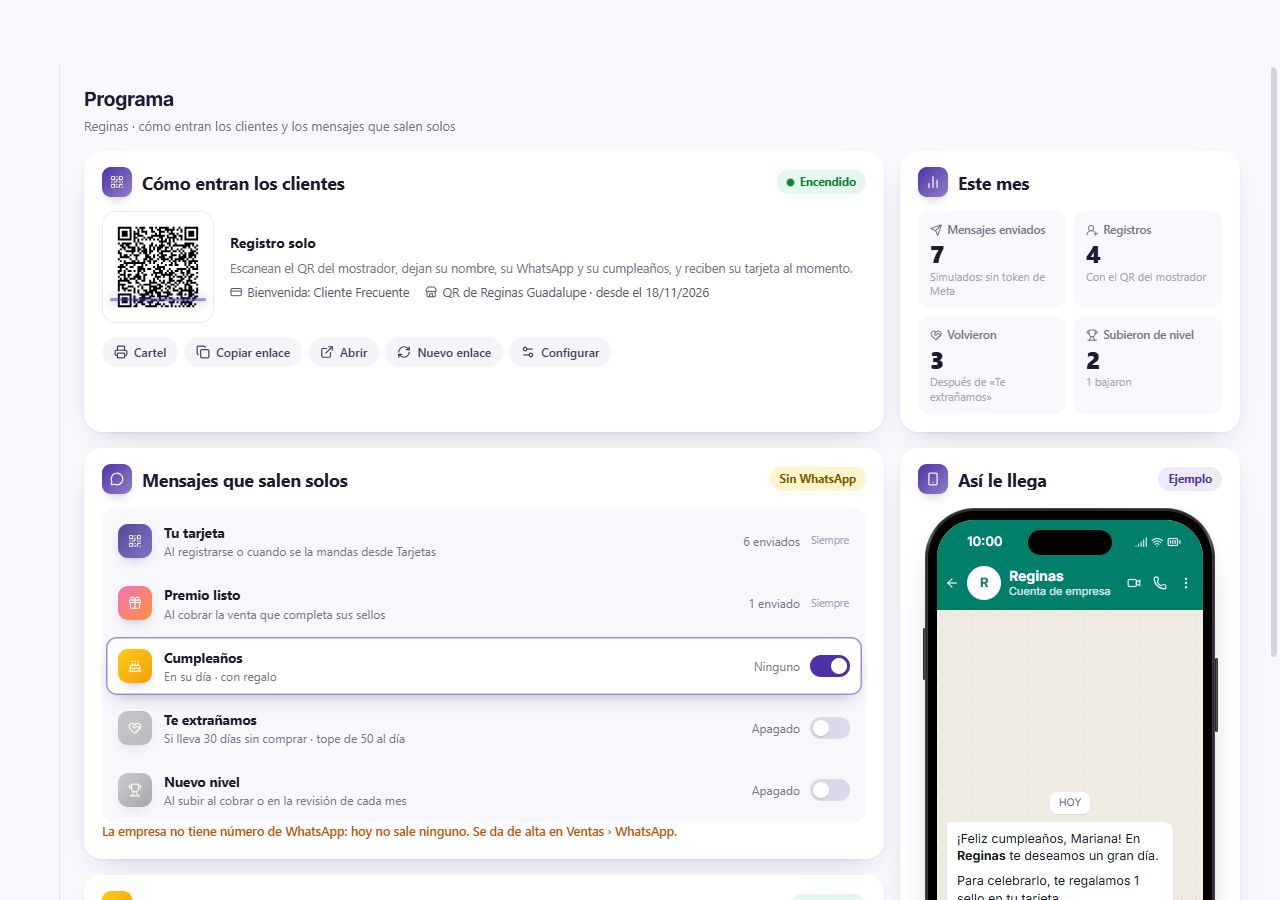 Programa
Reginas · cómo entran los clientes y los mensajes que salen solos
Cómo entran los clientes
Encendido
Registro solo
Escanean el QR del mostrador, dejan su nombre, su WhatsApp y su cumpleaños, y reciben su tarjeta al momento.
Bienvenida: Cliente Frecuente
QR de Reginas Guadalupe · desde el 18/11/2026
Cartel
Copiar enlace
Abrir
Nuevo enlace
Configurar
Este mes
Mensajes enviados
7
Simulados: sin token de
Meta
Registros
4
Con el QR del mostrador
Volvieron
3
Después de «Te
extrañamos»
Subieron de nivel
2
1 bajaron
Mensajes que salen solos
Sin WhatsApp
Tu tarjeta
Al registrarse o cuando se la mandas desde Tarjetas
6 enviados
Siempre
Premio listo
Al cobrar la venta que completa sus sellos
1 enviado
Siempre
Cumpleaños
En su día · con regalo
Ninguno
Te extrañamos
Si lleva 30 días sin comprar · tope de 50 al día
Apagado
Nuevo nivel
Al subir al cobrar o en la revisión de cada mes
Apagado
La empresa no tiene número de WhatsApp: hoy no sale ninguno. Se da de alta en Ventas › WhatsApp.
Así le llega
Ejemplo
10:00
R
Reginas
Cuenta de empresa
HOY
¡Feliz cumpleaños, Mariana! En
Reginas te deseamos un gran día.
Para celebrarlo, te regalamos 1
sello en tu tarjeta